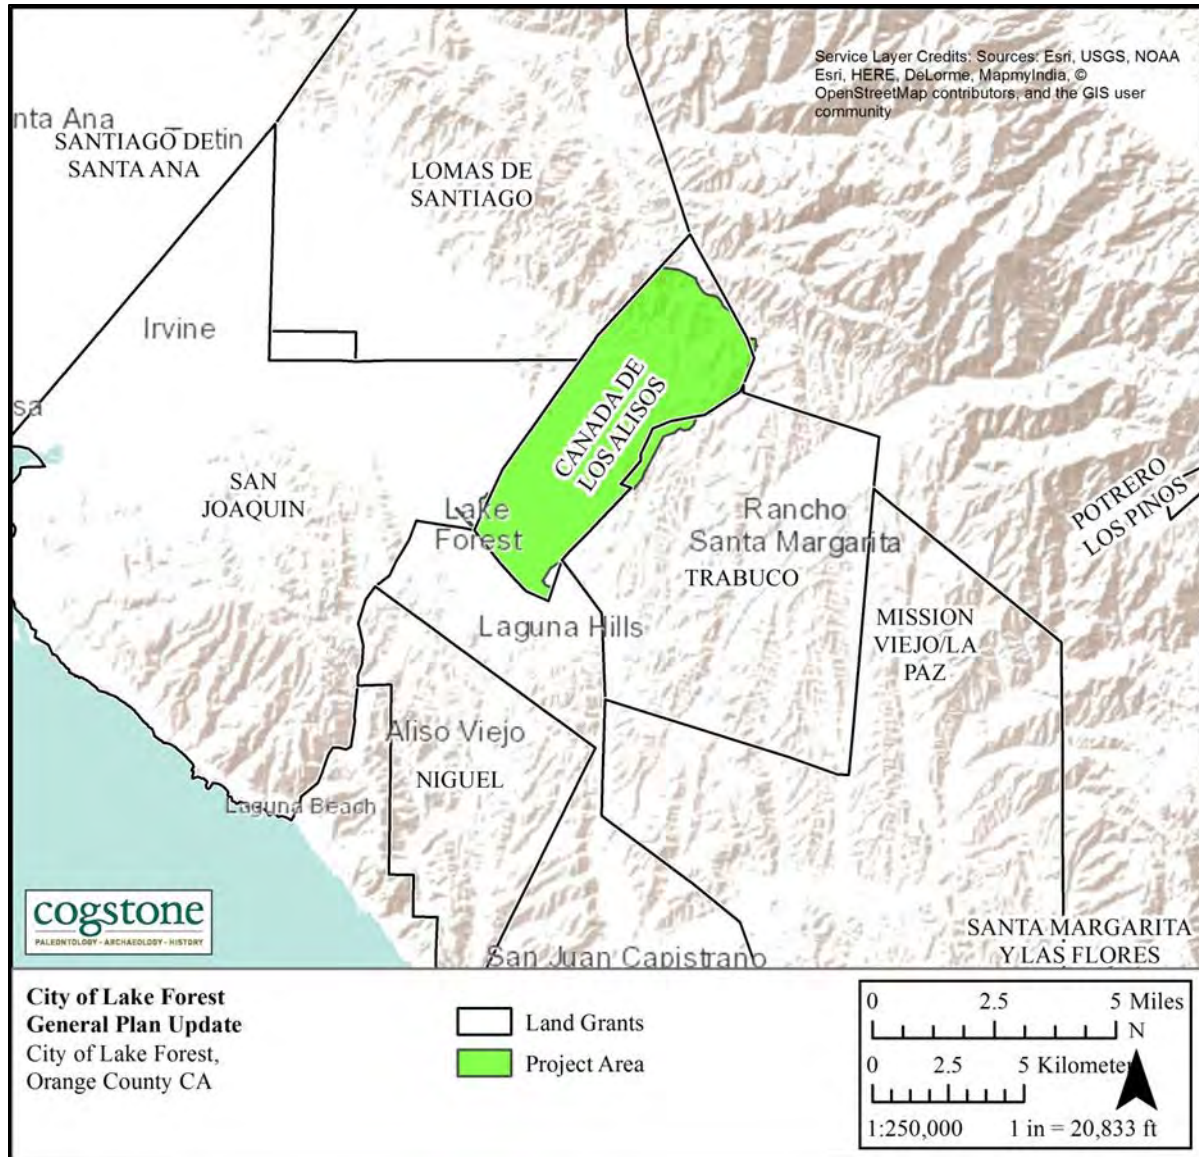 Service Layer Credits: Sources: Esri, USGS, NOAA
Esri, HERE, DeLorme, MapmyIndia, ©
OpenStreetMap contributors, and the GIS user
community
nta Ana
SANTIAGO DE tin
SANTA ANA
LOMAS DE
SANTIAGO
Irvine
sa
CANADA DE
LOS ALISOS
SAN
JOAQUIN
Lake
Forest
Rancho
Santa Margarita
TRABUCO
POTRERO
LOS PINOS
Laguna Hills
MISSION
VIEJO/LA
PAZ
Aliso Viejo
NIGUEL
Laguna Beach
San Juan Capistrano
SANTA MARGARITA
Y LAS FLORES
cogstone
PALEONTOLOGY - ARCHAEOLOGY - HISTORY
City of Lake Forest
General Plan Update
City of Lake Forest,
Orange County CA
Land Grants
Project Area
0 2.5 5 Miles
N
0 2.5 5 Kilometer
1:250,000 1 in = 20,833 ft